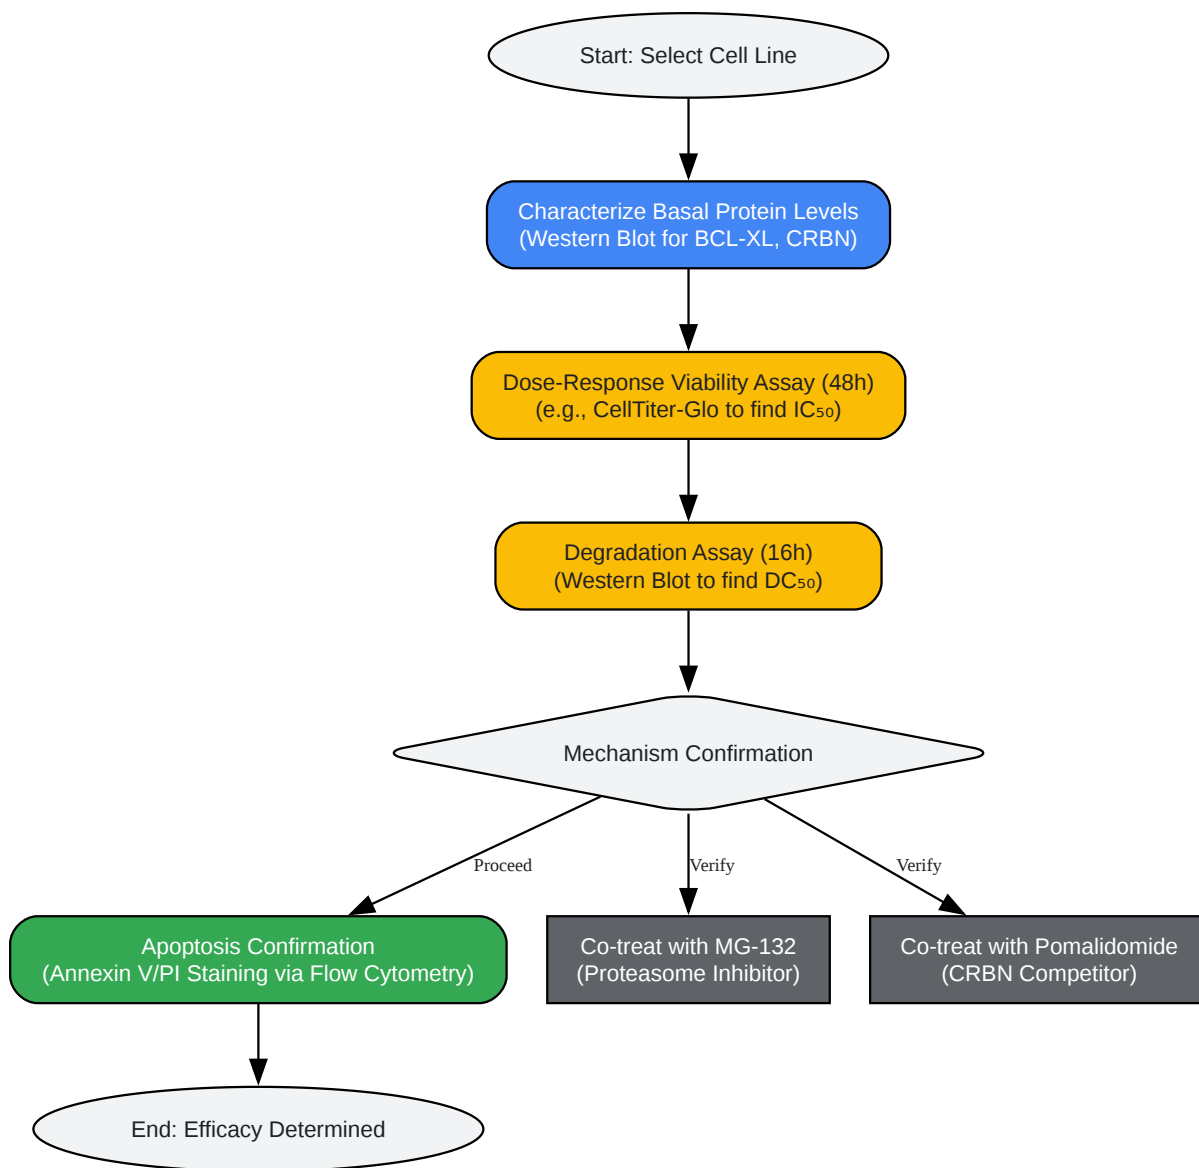 Start: Select Cell Line
Characterize Basal Protein Levels
(Western Blot for BCL-XL, CRBN)
Dose-Response Viability Assay (48h)
(e.g., CellTiter-Glo to find IC₅₀)
Degradation Assay (16h)
(Western Blot to find DC₅₀)
Mechanism Confirmation
Proceed
Verify
Verify
Apoptosis Confirmation
(Annexin V/PI Staining via Flow Cytometry)
Co-treat with MG-132
(Proteasome Inhibitor)
Co-treat with Pomalidomide
(CRBN Competitor)
End: Efficacy Determined